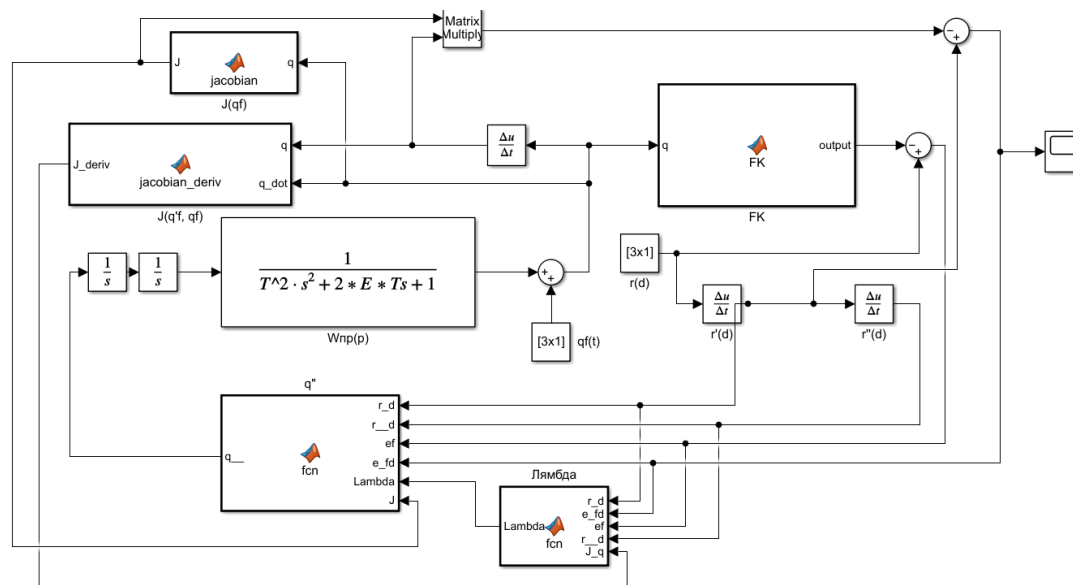 Matrix
Multiply
J
jacobian
q
J(qf)
J_deriv
jacobian_deriv
q
q_dot
J(q'f, qf)
Δu
Δt
q
FK
output
FK
−
+
−
+
1
s
1
s
1
T^2 · s² + 2 * E * Ts + 1
Wпр(p)
+
+
[3x1]
qf(t)
[3x1]
r(d)
Δu
Δt
r'(d)
Δu
Δt
r''(d)
q''
q__
fcn
r_d
r__d
ef
e_fd
Lambda
J
Лямбда
Lambda
fcn
r_d
e_fd
ef
r__d
J_q